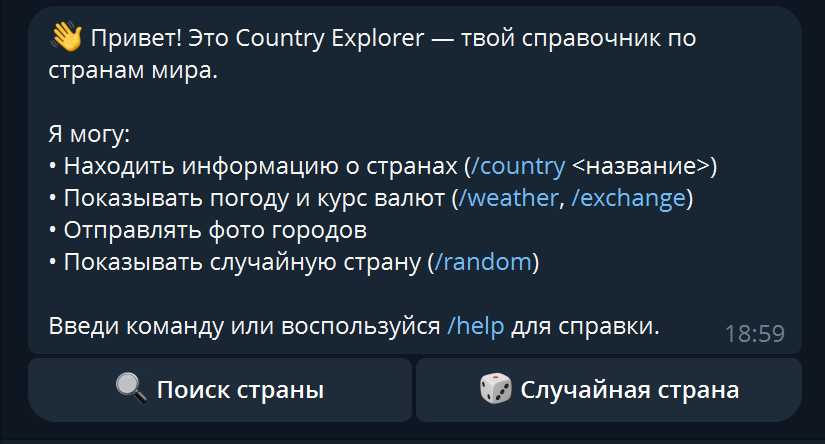 👋 Привет! Это Country Explorer — твой справочник по
странам мира.
Я могу:
• Находить информацию о странах (/country <название>)
• Показывать погоду и курс валют (/weather, /exchange)
• Отправлять фото городов
• Показывать случайную страну (/random)
Введи команду или воспользуйся /help для справки.
18:59
🔍 Поиск страны
🎲 Случайная страна